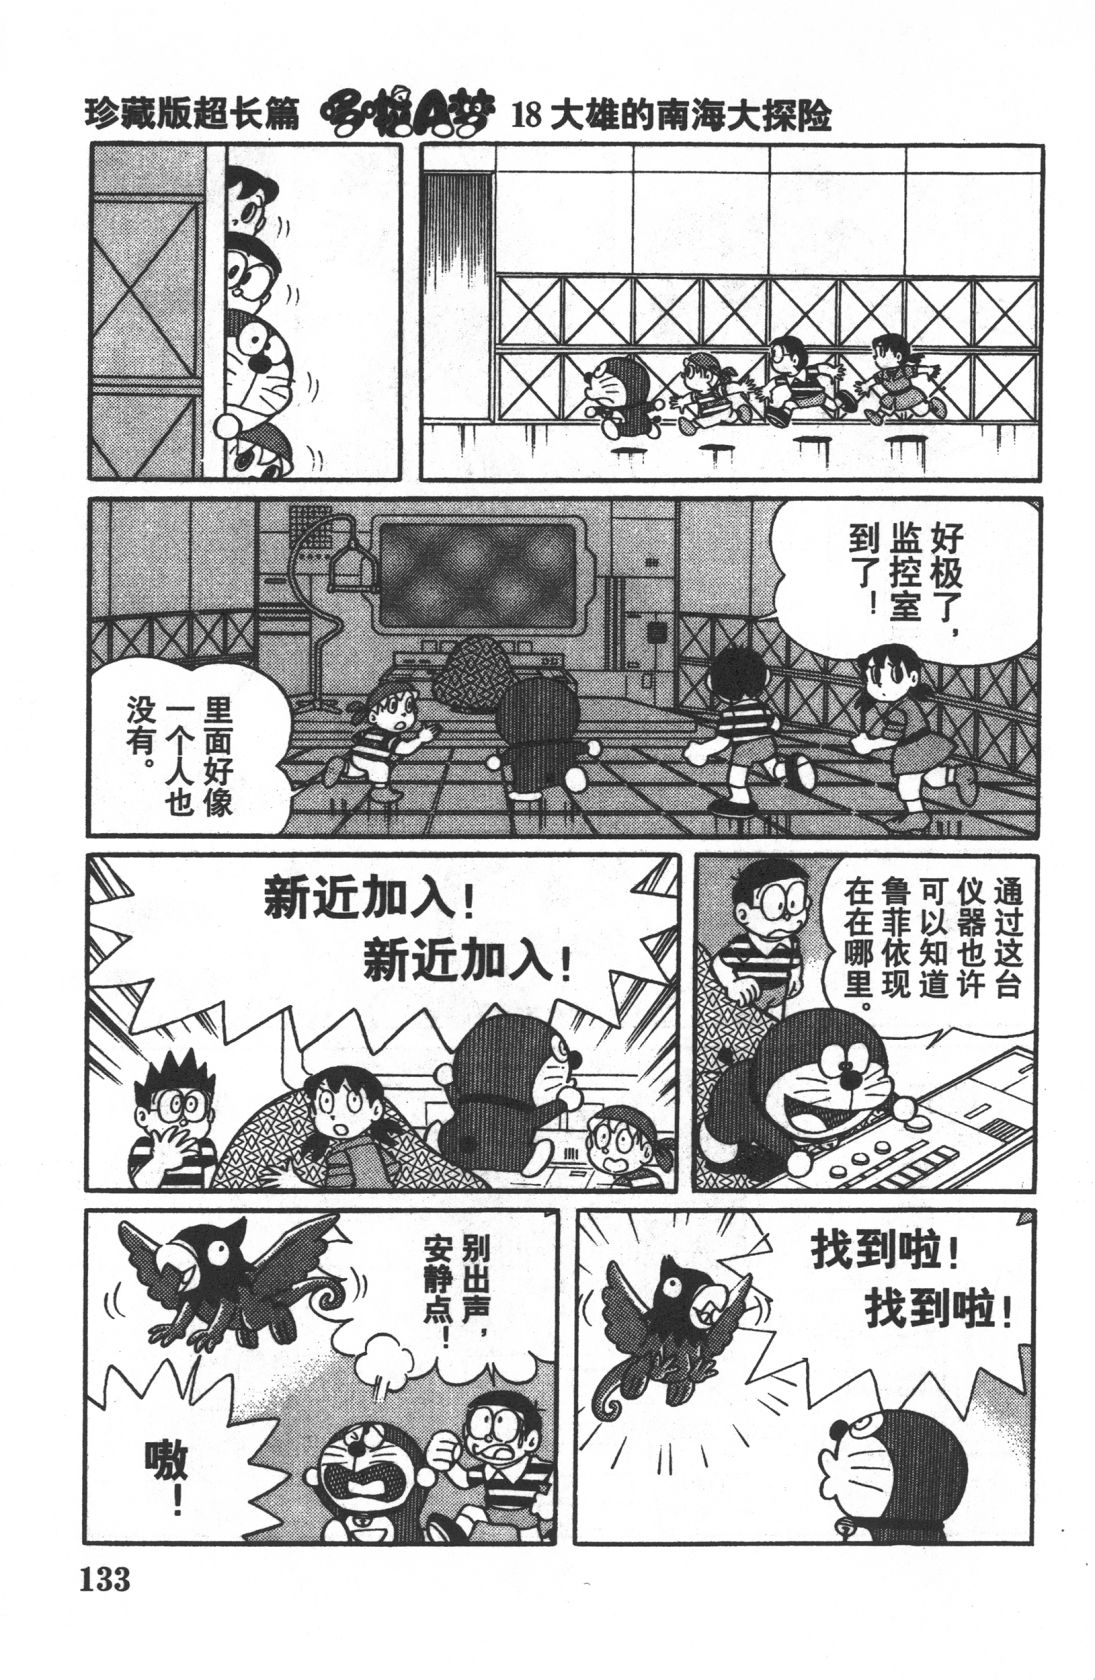 珍藏版超长篇 哆啦A梦 18 大雄的南海大探险
好极了，
监控室
到了！
里面好像
一个人也
没有。
通过这台
仪器也许
可以知道
鲁菲依现
在在哪里。
新近加入！
新近加入！
找到啦！
找到啦！
别出声，
安静点！
嗷！
133